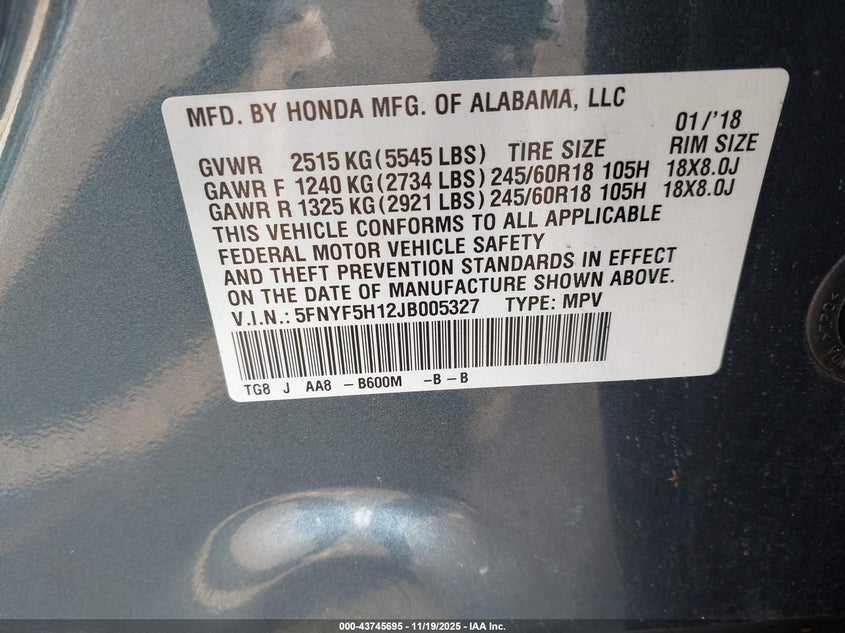 MFD. BY HONDA MFG. OF ALABAMA, LLC
01/'18
GVWR 2515 KG (5545 LBS) TIRE SIZE RIM SIZE
GAWR F 1240 KG (2734 LBS) 245/60R18 105H 18X8.0J
GAWR R 1325 KG (2921 LBS) 245/60R18 105H 18X8.0J
THIS VEHICLE CONFORMS TO ALL APPLICABLE
FEDERAL MOTOR VEHICLE SAFETY
AND THEFT PREVENTION STANDARDS IN EFFECT
ON THE DATE OF MANUFACTURE SHOWN ABOVE.
V.I.N.: 5FNYF5H12JB005327 TYPE: MPV
TG8 J AA8 - B600M - B - B
000-43745695 - 11/19/2025 - IAA Inc.